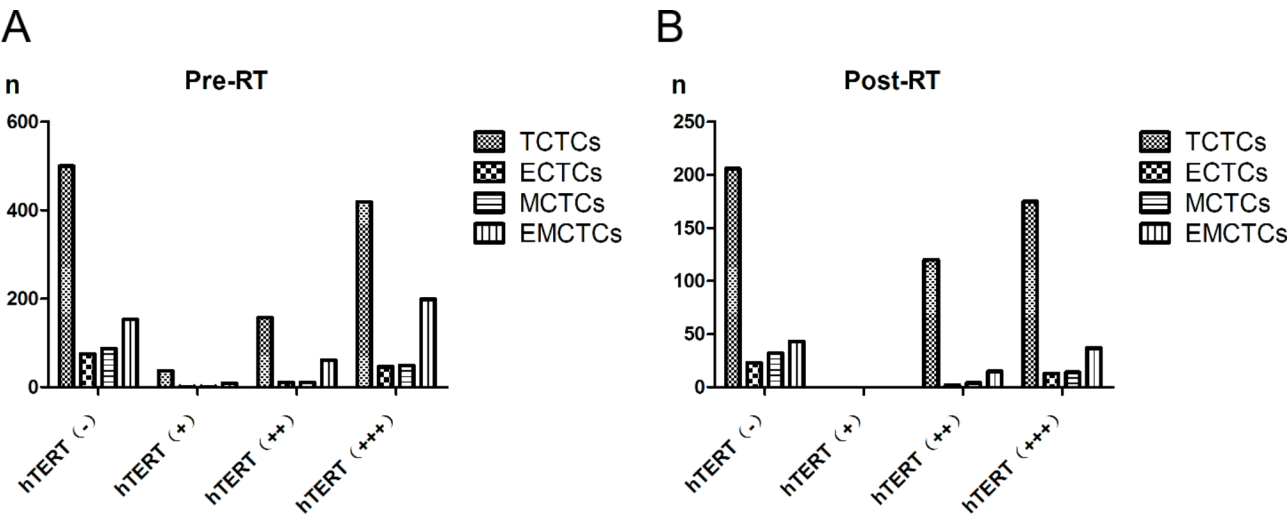 A
Pre-RT
n
600
400
200
0
hTERT（-）
hTERT（+）
hTERT（++）
hTERT（+++）
TCTCs
ECTCs
MCTCs
EMCTCs
B
Post-RT
n
250
200
150
100
50
0
hTERT（-）
hTERT（+）
hTERT（++）
hTERT（+++）
TCTCs
ECTCs
MCTCs
EMCTCs